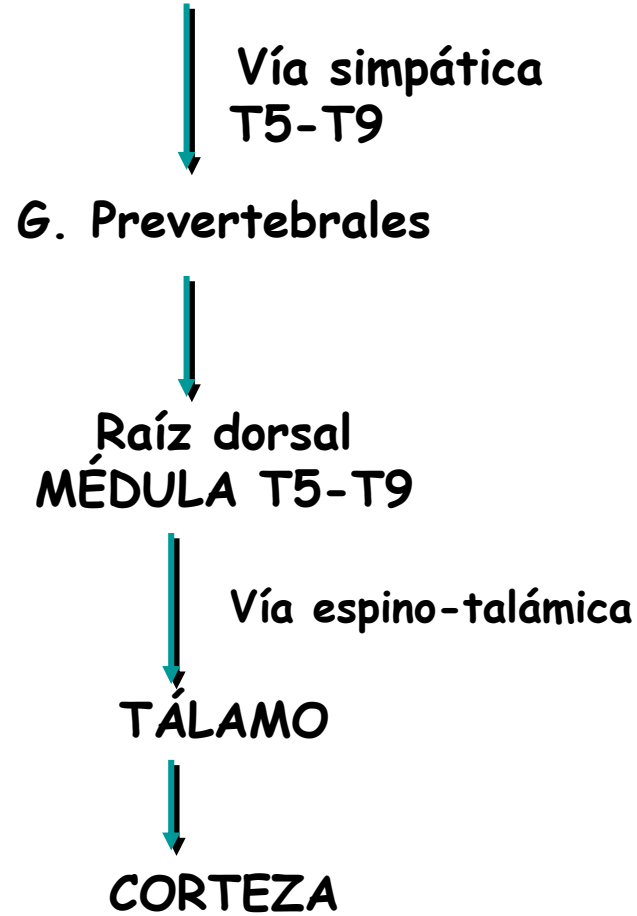 Vía simpática
T5-T9
G. Prevertebrales
Raíz dorsal
MÉDULA T5-T9
Vía espino-talámica
TÁLAMO
CORTEZA